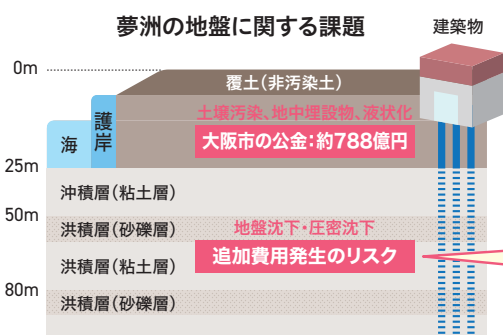 夢洲の地盤に関する課題
建築物
0m
覆土(非汚染土)
土壌汚染、地中埋設物、液状化
大阪市の公金:約788億円
護岸
海
25m
沖積層(粘土層)
50m
洪積層(砂礫層)
地盤沈下・圧密沈下
追加費用発生のリスク
洪積層(粘土層)
80m
洪積層(砂礫層)